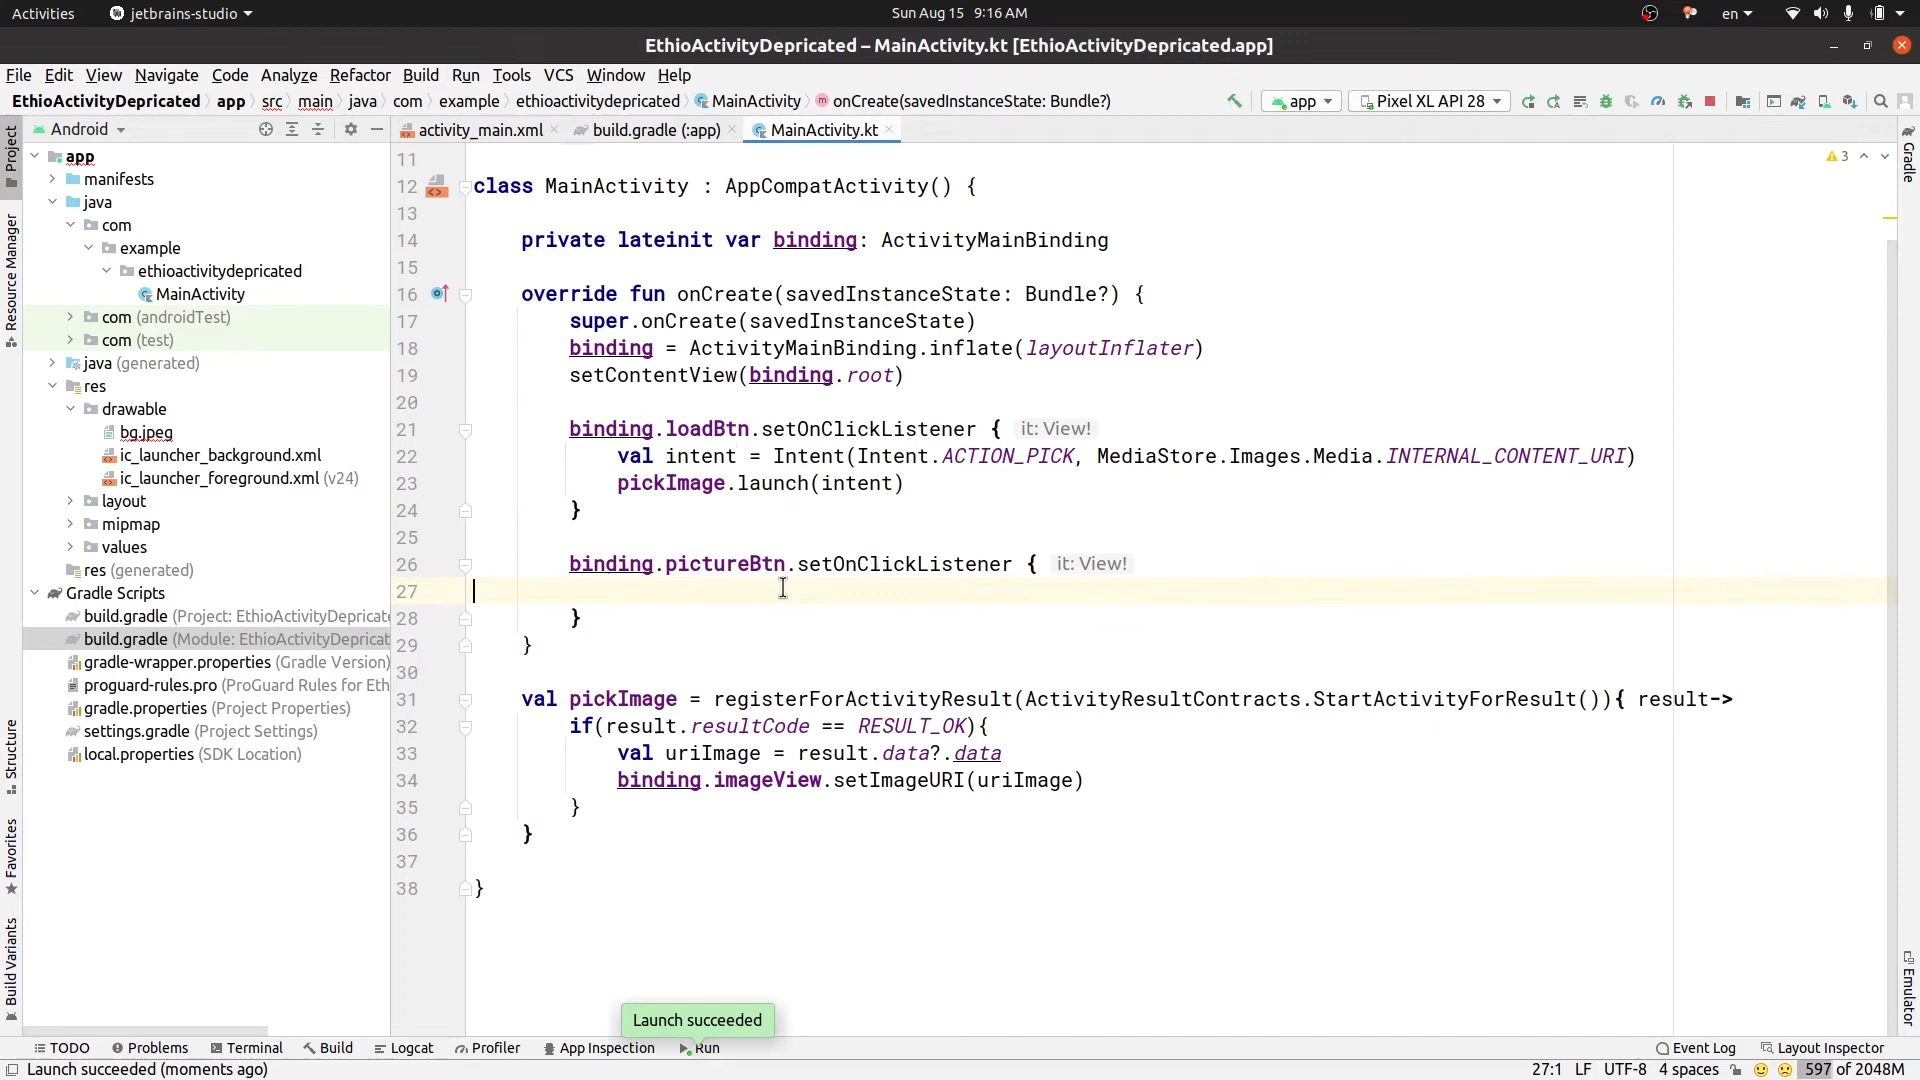 Activities jetbrains-studio Sun Aug 15 9:16 AM en
EthioActivityDepricated – MainActivity.kt [EthioActivityDepricated.app]
File Edit View Navigate Code Analyze Refactor Build Run Tools VCS Window Help
EthioActivityDepricated app src main java com example ethioactivitydepricated MainActivity onCreate(savedInstanceState: Bundle?) app Pixel XL API 28
Android activity_main.xml build.gradle (:app) MainActivity.kt
Project
Resource Manager
Structure
Favorites
Build Variants
app
manifests
java
com
example
ethioactivitydepricated
MainActivity
com (androidTest)
com (test)
java (generated)
res
drawable
bg.jpeg
ic_launcher_background.xml
ic_launcher_foreground.xml (v24)
layout
mipmap
values
res (generated)
Gradle Scripts
build.gradle (Project: EthioActivityDepricate
build.gradle (Module: EthioActivityDepricat
gradle-wrapper.properties (Gradle Version)
proguard-rules.pro (ProGuard Rules for Eth
gradle.properties (Project Properties)
settings.gradle (Project Settings)
local.properties (SDK Location)
11
12 class MainActivity : AppCompatActivity() {
13
14 private lateinit var binding: ActivityMainBinding
15
16 override fun onCreate(savedInstanceState: Bundle?) {
17 super.onCreate(savedInstanceState)
18 binding = ActivityMainBinding.inflate(layoutInflater)
19 setContentView(binding.root)
20
21 binding.loadBtn.setOnClickListener { it: View!
22 val intent = Intent(Intent.ACTION_PICK, MediaStore.Images.Media.INTERNAL_CONTENT_URI)
23 pickImage.launch(intent)
24 }
25
26 binding.pictureBtn.setOnClickListener { it: View!
27
28 }
29 }
30
31 val pickImage = registerForActivityResult(ActivityResultContracts.StartActivityForResult()){ result->
32 if(result.resultCode == RESULT_OK){
33 val uriImage = result.data?.data
34 binding.imageView.setImageURI(uriImage)
35 }
36 }
37
38 }
3
Gradle
Emulator
Launch succeeded
TODO Problems Terminal Build Logcat Profiler App Inspection Run Event Log Layout Inspector
Launch succeeded (moments ago) 27:1 LF UTF-8 4 spaces 597 of 2048M